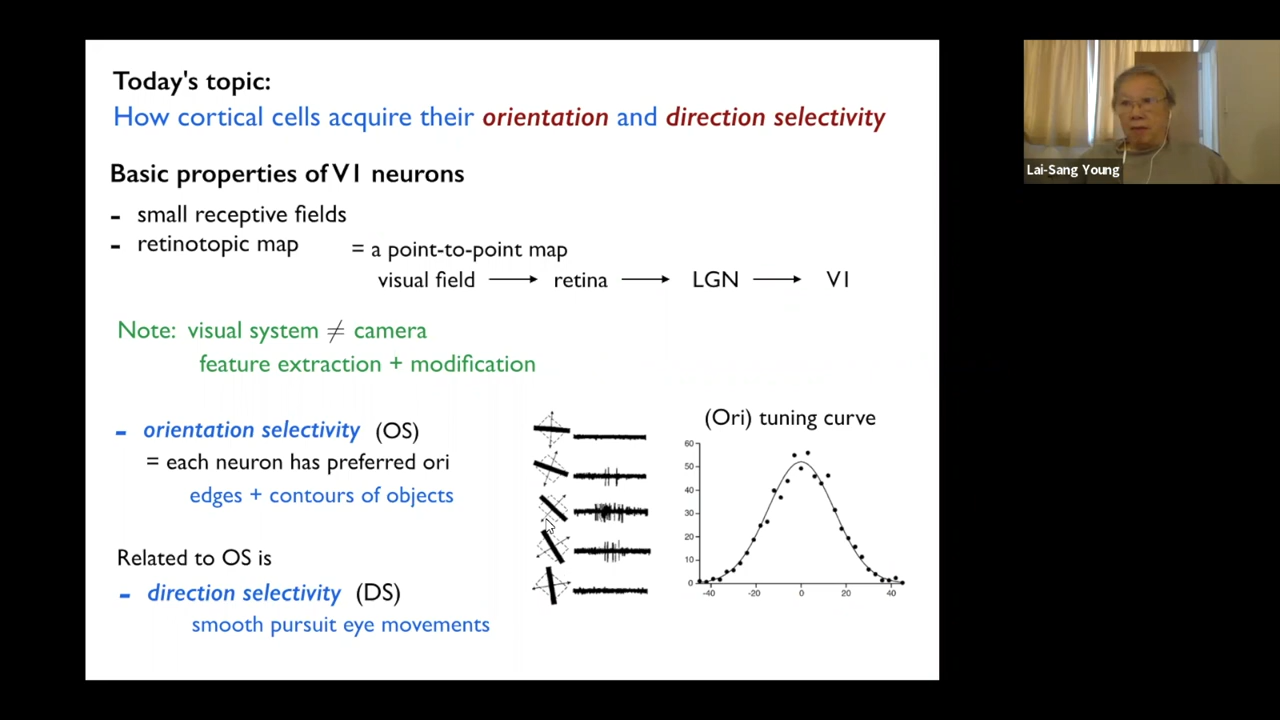 Today's topic:
How cortical cells acquire their orientation and direction selectivity
Basic properties of V1 neurons
- small receptive fields
- retinotopic map = a point-to-point map
visual field → retina → LGN → V1
Note: visual system ≠ camera
feature extraction + modification
- orientation selectivity (OS)
= each neuron has preferred ori
edges + contours of objects
Related to OS is
- direction selectivity (DS)
smooth pursuit eye movements
(Ori) tuning curve
60
50
40
30
20
10
0
-40 -20 0 20 40
Lai-Sang Young